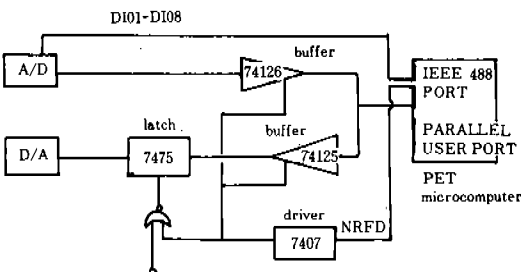 DI01-DI08
buffer
A/D
74126
IEEE 488
PORT
latch
buffer
D/A
7475
74125
PARALLEL
USER PORT
PET
microcomputer
driver
NRFD
7407